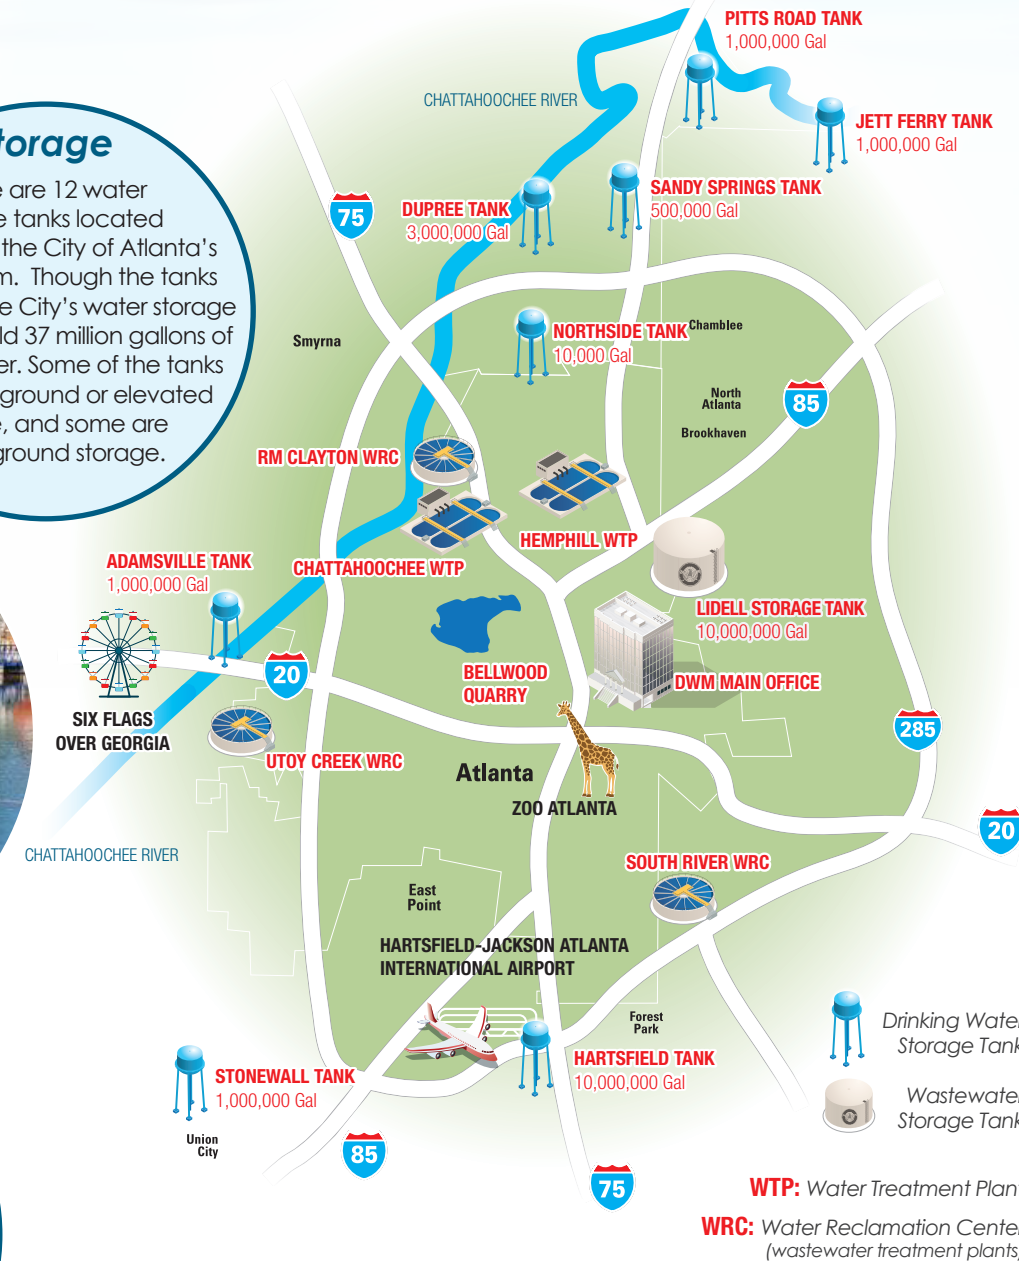 PITTS ROAD TANK
1,000,000 Gal
CHATTAHOOCHEE RIVER
JETT FERRY TANK
1,000,000 Gal
torage
e are 12 water
e tanks located
the City of Atlanta's
m. Though the tanks
e City's water storage
ld 37 million gallons of
er. Some of the tanks
ground or elevated
e, and some are
ground storage.
75
DUPREE TANK
3,000,000 Gal
SANDY SPRINGS TANK
500,000 Gal
Smyrna
NORTHSIDE TANK
10,000 Gal
Chamblee
North
Atlanta
85
Brookhaven
RM CLAYTON WRC
HEMPHILL WTP
CHATTAHOOCHEE WTP
ADAMSVILLE TANK
1,000,000 Gal
LIDELL STORAGE TANK
10,000,000 Gal
20
BELLWOOD
QUARRY
DWM MAIN OFFICE
SIX FLAGS
OVER GEORGIA
UTOY CREEK WRC
285
Atlanta
ZOO ATLANTA
20
CHATTAHOOCHEE RIVER
SOUTH RIVER WRC
East
Point
HARTSFIELD-JACKSON ATLANTA
INTERNATIONAL AIRPORT
Forest
Park
Drinking Water
Storage Tank
STONEWALL TANK
1,000,000 Gal
HARTSFIELD TANK
10,000,000 Gal
Wastewater
Storage Tank
Union
City
85
75
WTP: Water Treatment Plant
WRC: Water Reclamation Center
(wastewater treatment plants)